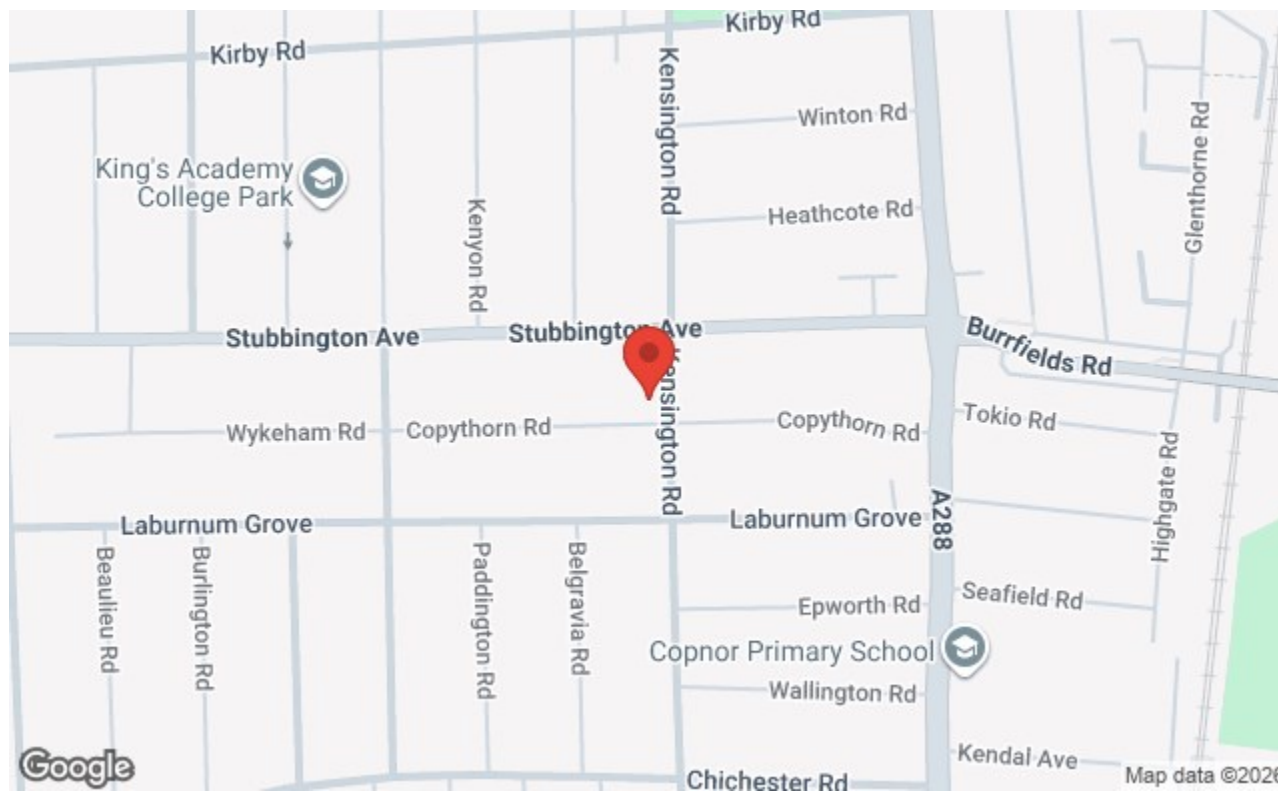 Kirby Rd
Kirby Rd
Kensington Rd
Winton Rd
Glenthorne Rd
King's Academy
College Park
Kenyon Rd
Heathcote Rd
Stubbington Ave
Stubbington Ave
Burrfields Rd
Kensington Rd
Wykeham Rd
Copythorn Rd
Copythorn Rd
Tokio Rd
Highgate Rd
Laburnum Grove
Laburnum Grove
A288
Beaulieu Rd
Burlington Rd
Paddington Rd
Belgravia Rd
Epworth Rd
Seafield Rd
Copnor Primary School
Wallington Rd
Kendal Ave
Chichester Rd
Google
Map data ©2026